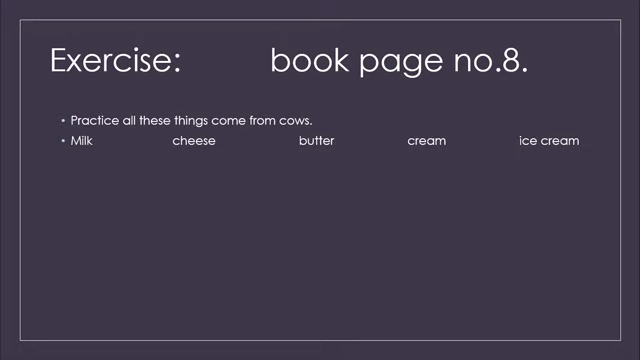 Exercise: book page no.8.
• Practice all these things come from cows.
• Milk cheese butter cream ice cream